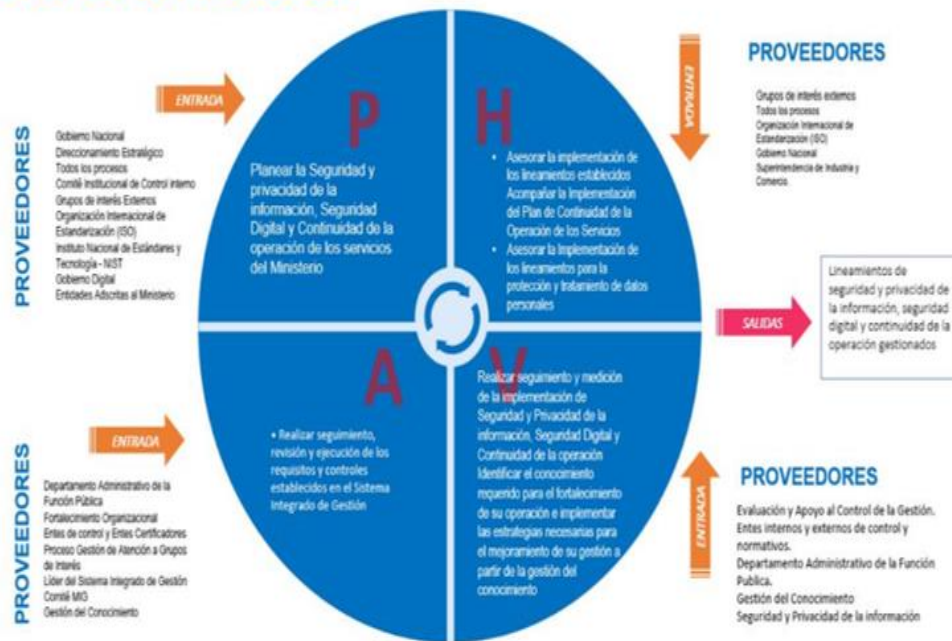 PROVEEDORES
ENTRADA
Gobierno Nacional
Direccionamiento Estratégico
Todos los procesos
Comité Institucional de Control interno
Grupos de interés Externos
Organización Internacional de
Estandarización (ISO)
Instituto Nacional de Estándares y
Tecnología - NIST
Gobierno Digital
Entidades Adscritas al Ministerio
P
Planear la Seguridad y
privacidad de la
información, Seguridad
Digital y Continuidad de la
operación de los servicios
del Ministerio
H
• Asesorar la implementación de
los lineamientos establecidos
Acompañar la Implementación
del Plan de Continuidad de la
Operación de los Servicios
• Asesorar la Implementación de
los lineamientos para la
protección y tratamiento de datos
personales
ENTRADA
PROVEEDORES
Grupos de interés externos
Todos los procesos
Organización Internacional de
Estandarización (ISO)
Gobierno Nacional
Superintendencia de Industria y
Comercio.
SALIDAS
Lineamientos de
seguridad y privacidad de
la información, seguridad
digital y continuidad de la
operación gestionados
PROVEEDORES
ENTRADA
Departamento Administrativo de la
Función Pública
Fortalecimiento Organizacional
Entes de control y Entes Certificadores
Proceso Gestión de Atención a Grupos
de Interés
Líder del Sistema Integrado de Gestión
Comité MIG
Gestión del Conocimiento
A
• Realizar seguimiento,
revisión y ejecución de los
requisitos y controles
establecidos en el Sistema
Integrado de Gestión
V
Realizar seguimiento y medición
de la implementación de
Seguridad y Privacidad de la
información, Seguridad Digital y
Continuidad de la operación
Identificar el conocimiento
requerido para el fortalecimiento
de su operación e implementar
las estrategias necesarias para
el mejoramiento de su gestión a
partir de la gestión del
conocimiento
ENTRADA
PROVEEDORES
Evaluación y Apoyo al Control de la Gestión.
Entes internos y externos de control y
normativos.
Departamento Administrativo de la Función
Publica.
Gestión del Conocimiento
Seguridad y Privacidad de la información